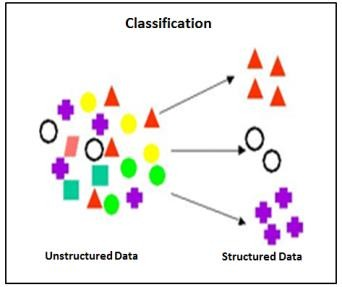 Classification
Unstructured Data
Structured Data